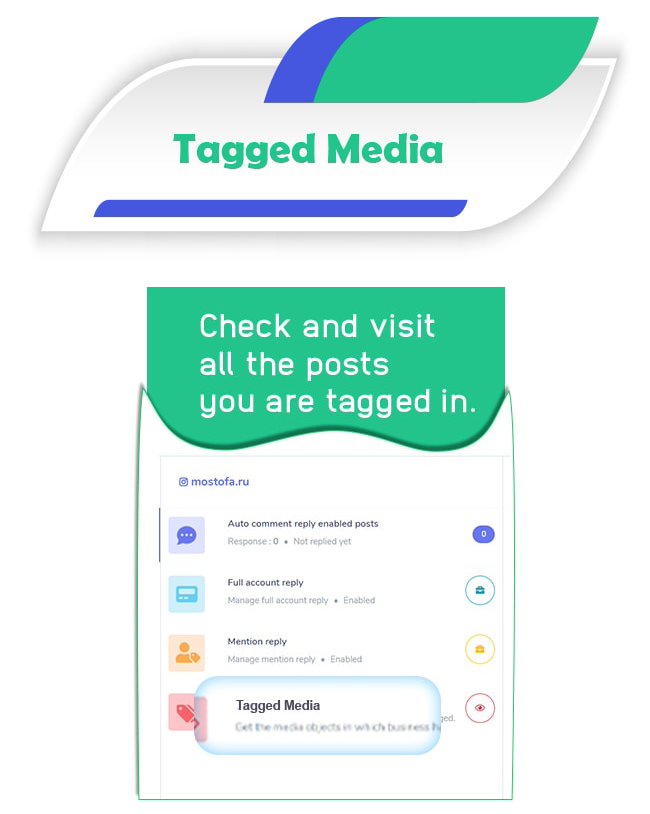 Tagged Media
Check and visit
all the posts
you are tagged in.
mostofa.ru
Auto comment reply enabled posts
Response : 0 • Not replied yet
0
Full account reply
Manage full account reply • Enabled
Mention reply
Manage mention reply • Enabled
Tagged Media
Get the media objects in which business ged.